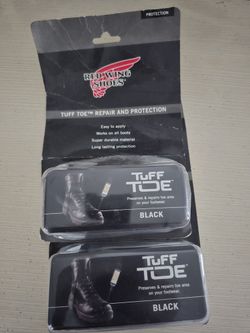 PROTECTION
RED WING
SHOES
TUFF TOE™ REPAIR AND PROTECTION
Easy to apply
Works on all boots
Super durable material
Long lasting protection
TUFF
TOE
Preserves & repairs toe area
on your footwear.
BLACK
TUFF
TOE
Preserves & repairs toe area
on your footwear.
BLACK